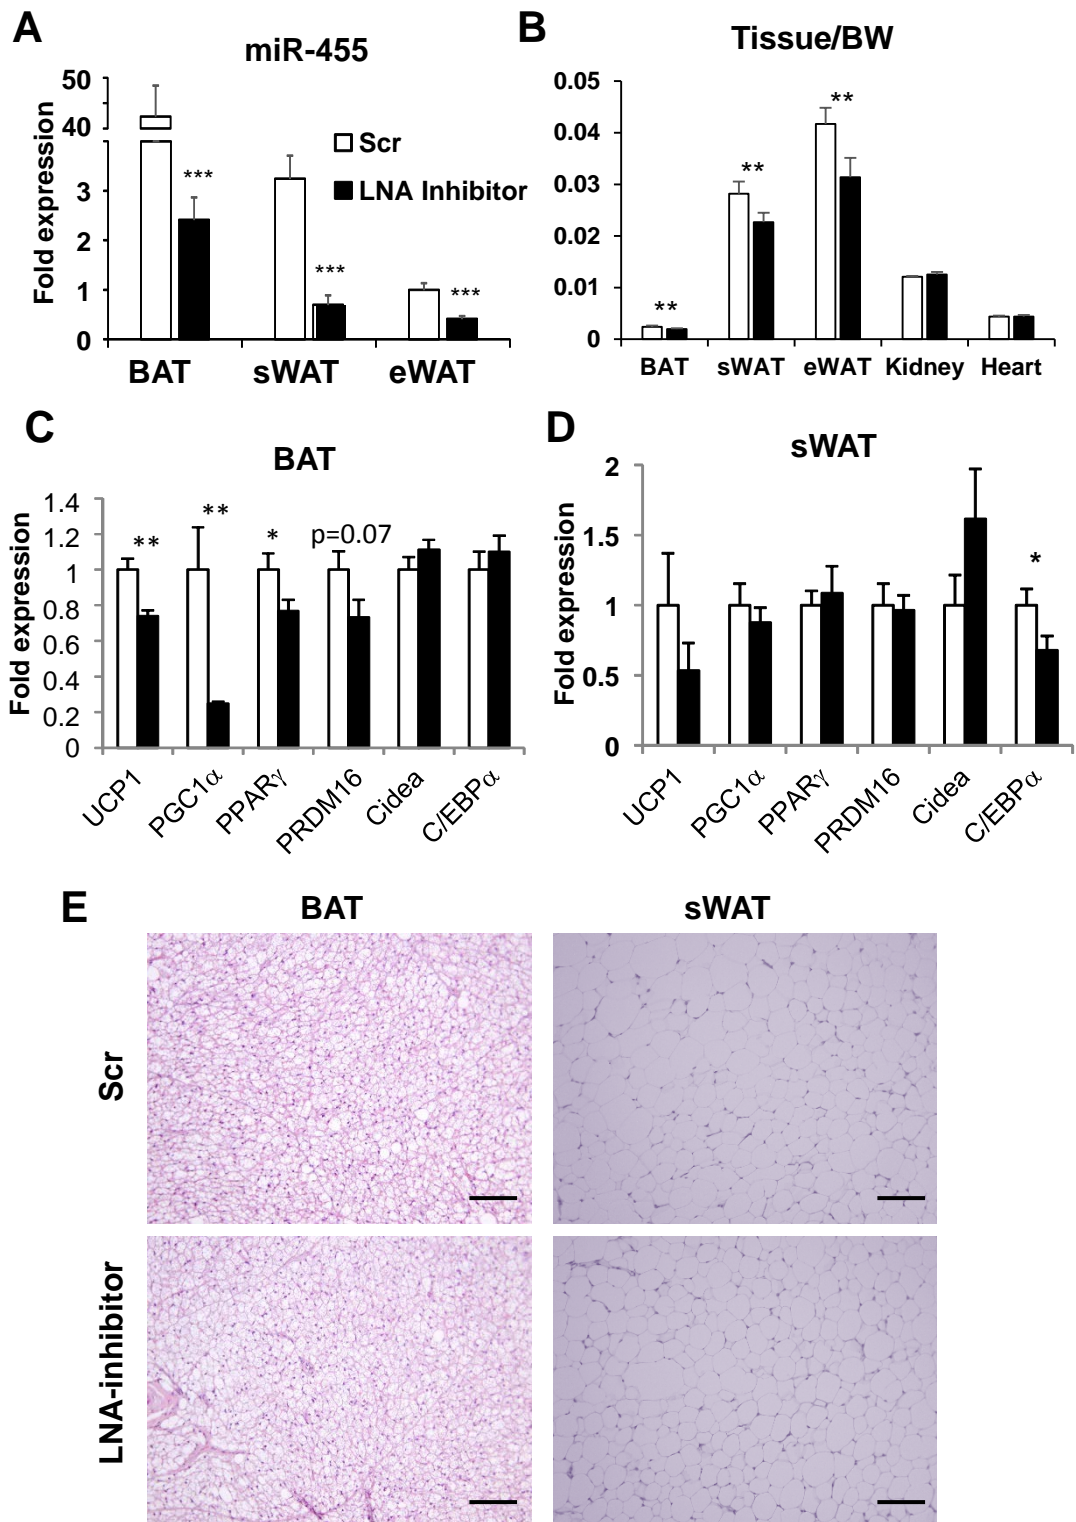 A
miR-455
50
40
3
2
1
0
Fold expression
Scr
LNA Inhibitor
***
***
***
BAT sWAT eWAT
B
Tissue/BW
0.05
0.04
0.03
0.02
0.01
0
**
**
**
BAT sWAT eWAT Kidney Heart
C
BAT
1.4
1.2
1
0.8
0.6
0.4
0.2
0
Fold expression
**
**
*
p=0.07
UCP1
PGC1α
PPARγ
PRDM16
Cidea
C/EBPα
D
sWAT
2
1.5
1
0.5
0
Fold expression
*
UCP1
PGC1α
PPARγ
PRDM16
Cidea
C/EBPα
E
BAT sWAT
Scr
LNA-inhibitor